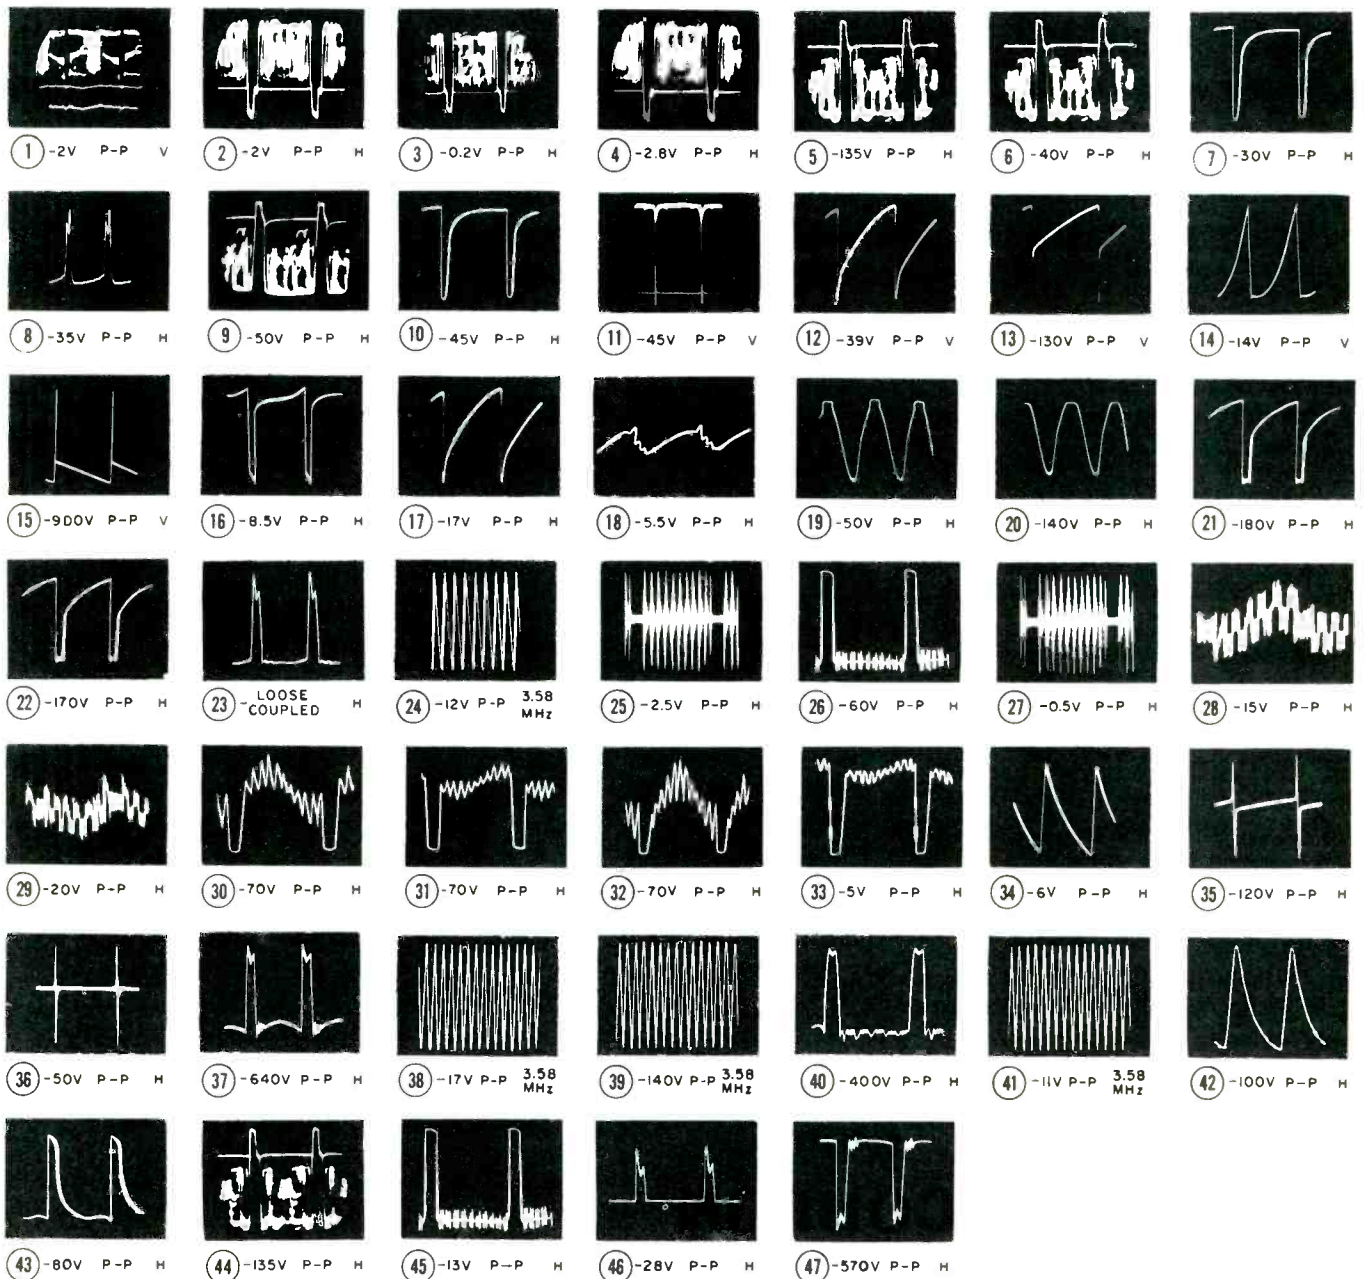 1 -2V P-P V
2 -2V P-P H
3 -0.2V P-P H
4 -2.8V P-P H
5 -135V P-P H
6 -40V P-P H
7 -30V P-P H
8 -35V P-P H
9 -50V P-P H
10 -45V P-P H
11 -45V P-P V
12 -39V P-P V
13 -130V P-P V
14 -14V P-P V
15 -900V P-P V
16 -8.5V P-P H
17 -17V P-P H
18 -5.5V P-P H
19 -50V P-P H
20 -140V P-P H
21 -180V P-P H
22 -170V P-P H
23 - LOOSE COUPLED H
24 -12V P-P 3.58 MHz
25 -2.5V P-P H
26 -60V P-P H
27 -0.5V P-P H
28 -15V P-P H
29 -20V P-P H
30 -70V P-P H
31 -70V P-P H
32 -70V P-P H
33 -5V P-P H
34 -6V P-P H
35 -120V P-P H
36 -50V P-P H
37 -640V P-P H
38 -17V P-P 3.58 MHz
39 -140V P-P 3.58 MHz
40 -400V P-P H
41 -11V P-P 3.58 MHz
42 -100V P-P H
43 -80V P-P H
44 -135V P-P H
45 -13V P-P H
46 -28V P-P H
47 -570V P-P H